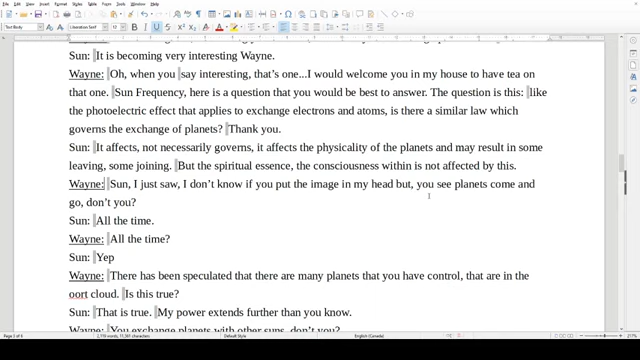 Sun: It is becoming very interesting Wayne.
Wayne: Oh, when you say interesting, that's one...I would welcome you in my house to have tea on
that one. Sun Frequency, here is a question that you would be best to answer. The question is this: like
the photoelectric effect that applies to exchange electrons and atoms, is there a similar law which
governs the exchange of planets? Thank you.
Sun: It affects, not necessarily governs, it affects the physicality of the planets and may result in some
leaving, some joining. But the spiritual essence, the consciousness within is not affected by this.
Wayne: Sun, I just saw, I don't know if you put the image in my head but, you see planets come and
go, don't you?
Sun: All the time.
Wayne: All the time?
Sun: Yep
Wayne: There has been speculated that there are many planets that you have control, that are in the
oort cloud. Is this true?
Sun: That is true. My power extends further than you know.
Wayne: You exchange planets with other suns, don't you?
Default Style
English (Canada)